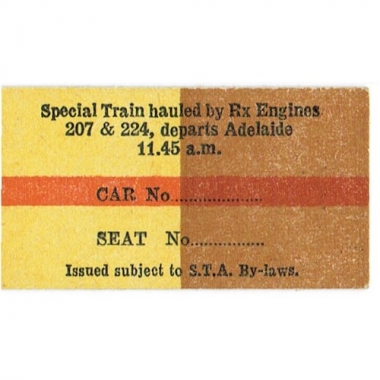 Special Train hauled by Rx Engines
207 & 224, departs Adelaide
11.45 a.m.
CAR No....................
SEAT No................
Issued subject to S.T.A. By-laws.